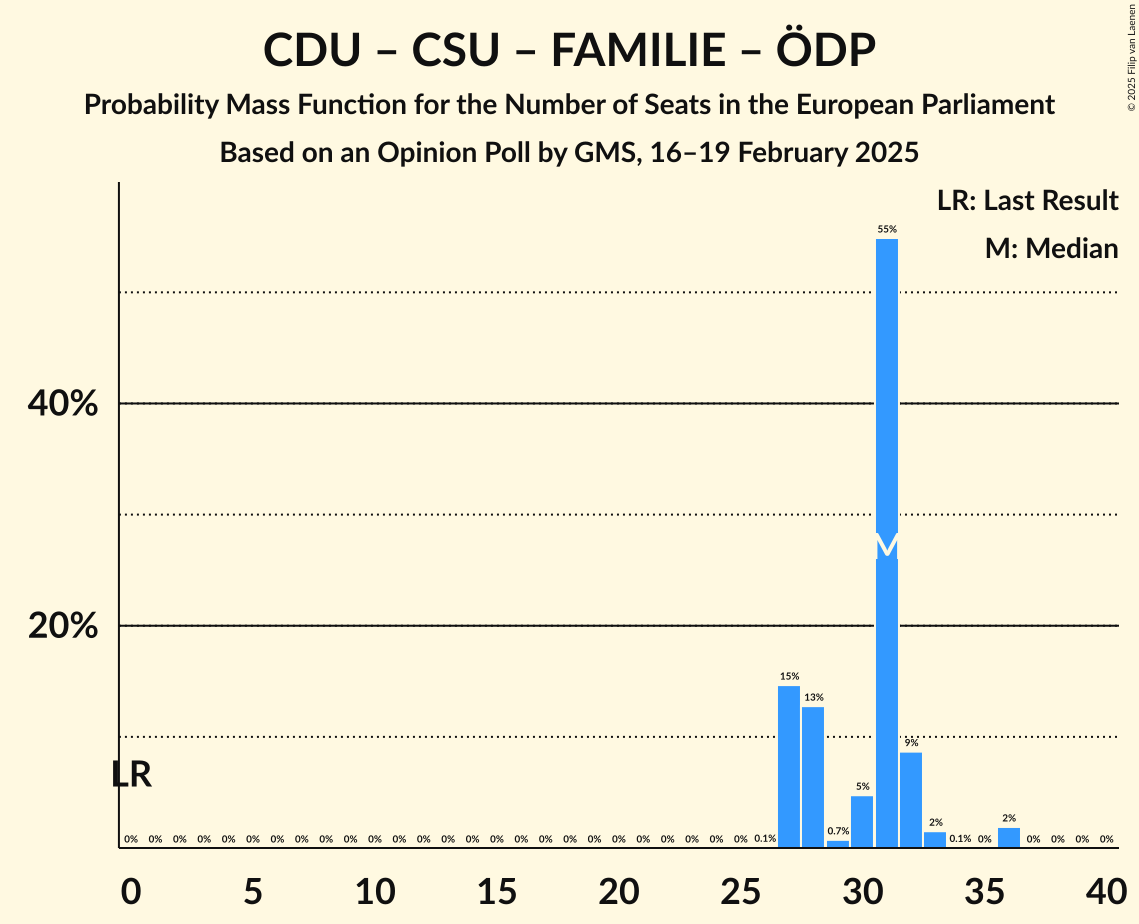 CDU – CSU – FAMILIE – ÖDP
Probability Mass Function for the Number of Seats in the European Parliament
Based on an Opinion Poll by GMS, 16–19 February 2025
© 2025 Filip van Laenen
LR: Last Result
M: Median
55%
40%
M
20%
15%
13%
9%
LR
5%
0% 0% 0% 0% 0% 0% 0% 0% 0% 0% 0% 0% 0% 0% 0% 0% 0% 0% 0% 0% 0% 0% 0% 0% 0% 0% 0.1% 0.7% 2% 0.1% 0% 2% 0% 0% 0% 0%
0 5 10 15 20 25 30 35 40